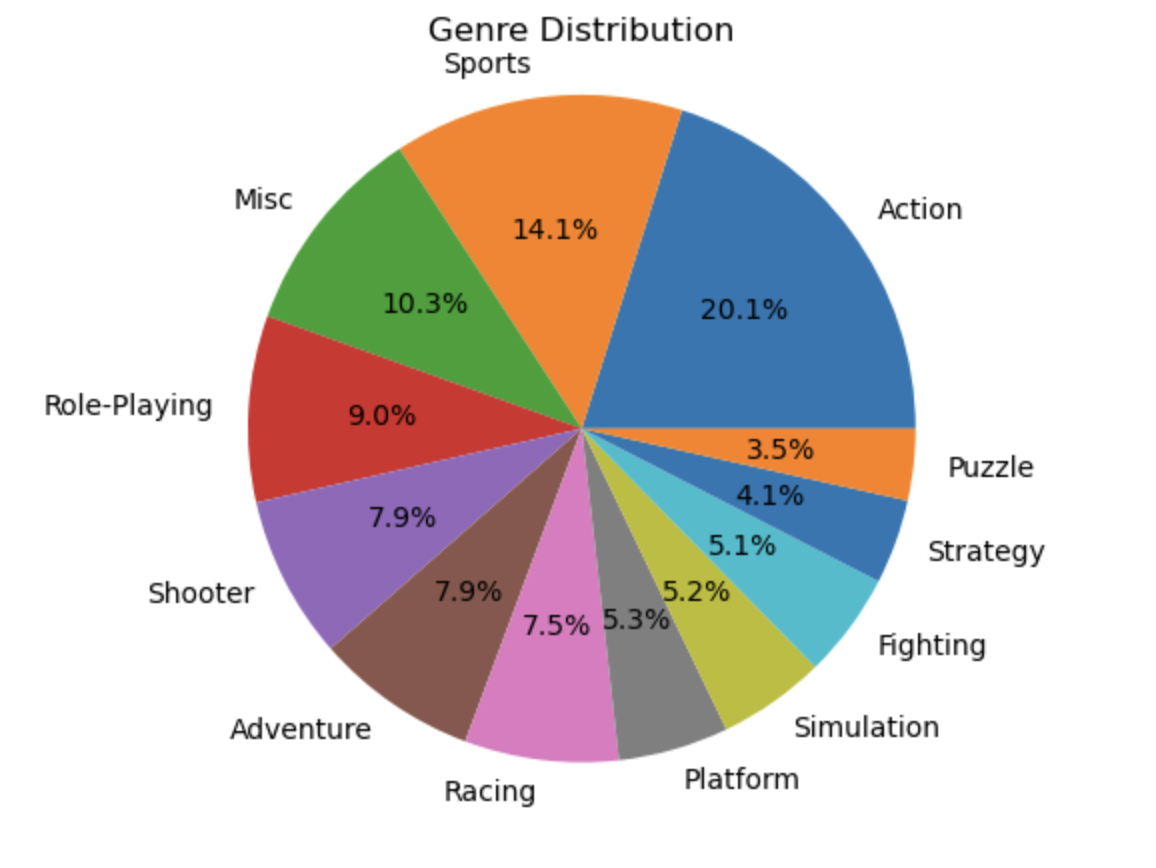 Genre Distribution
Sports
Action
Misc
14.1%
20.1%
10.3%
Role-Playing
9.0%
3.5%
Puzzle
4.1%
7.9%
5.1%
Strategy
Shooter
7.9%
5.2%
7.5%
5.3%
Fighting
Adventure
Simulation
Racing
Platform